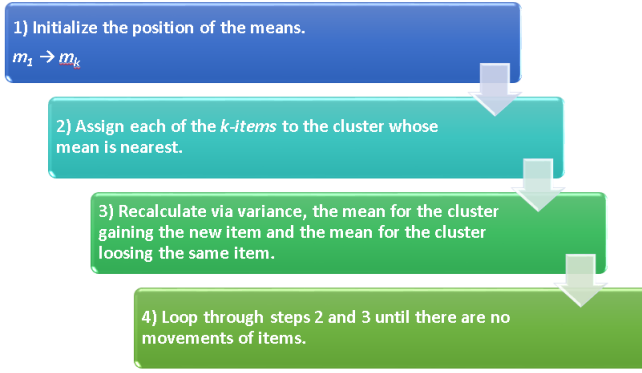 1) Initialize the position of the means.
m₁ → mₖ
2) Assign each of the k-items to the cluster whose
mean is nearest.
3) Recalculate via variance, the mean for the cluster
gaining the new item and the mean for the cluster
loosing the same item.
4) Loop through steps 2 and 3 until there are no
movements of items.